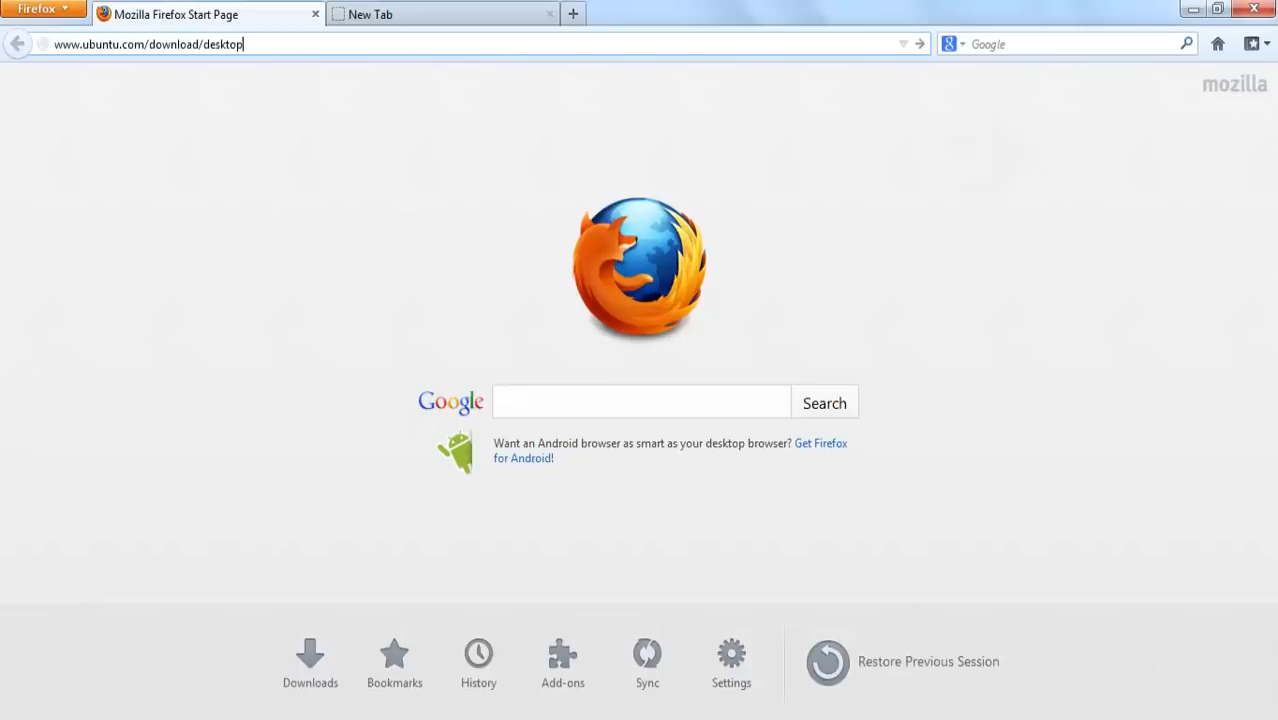 Firefox
Mozilla Firefox Start Page
New Tab
www.ubuntu.com/download/desktop
Google
mozilla
Google
Search
Want an Android browser as smart as your desktop browser? Get Firefox
for Android!
Downloads
Bookmarks
History
Add-ons
Sync
Settings
Restore Previous Session